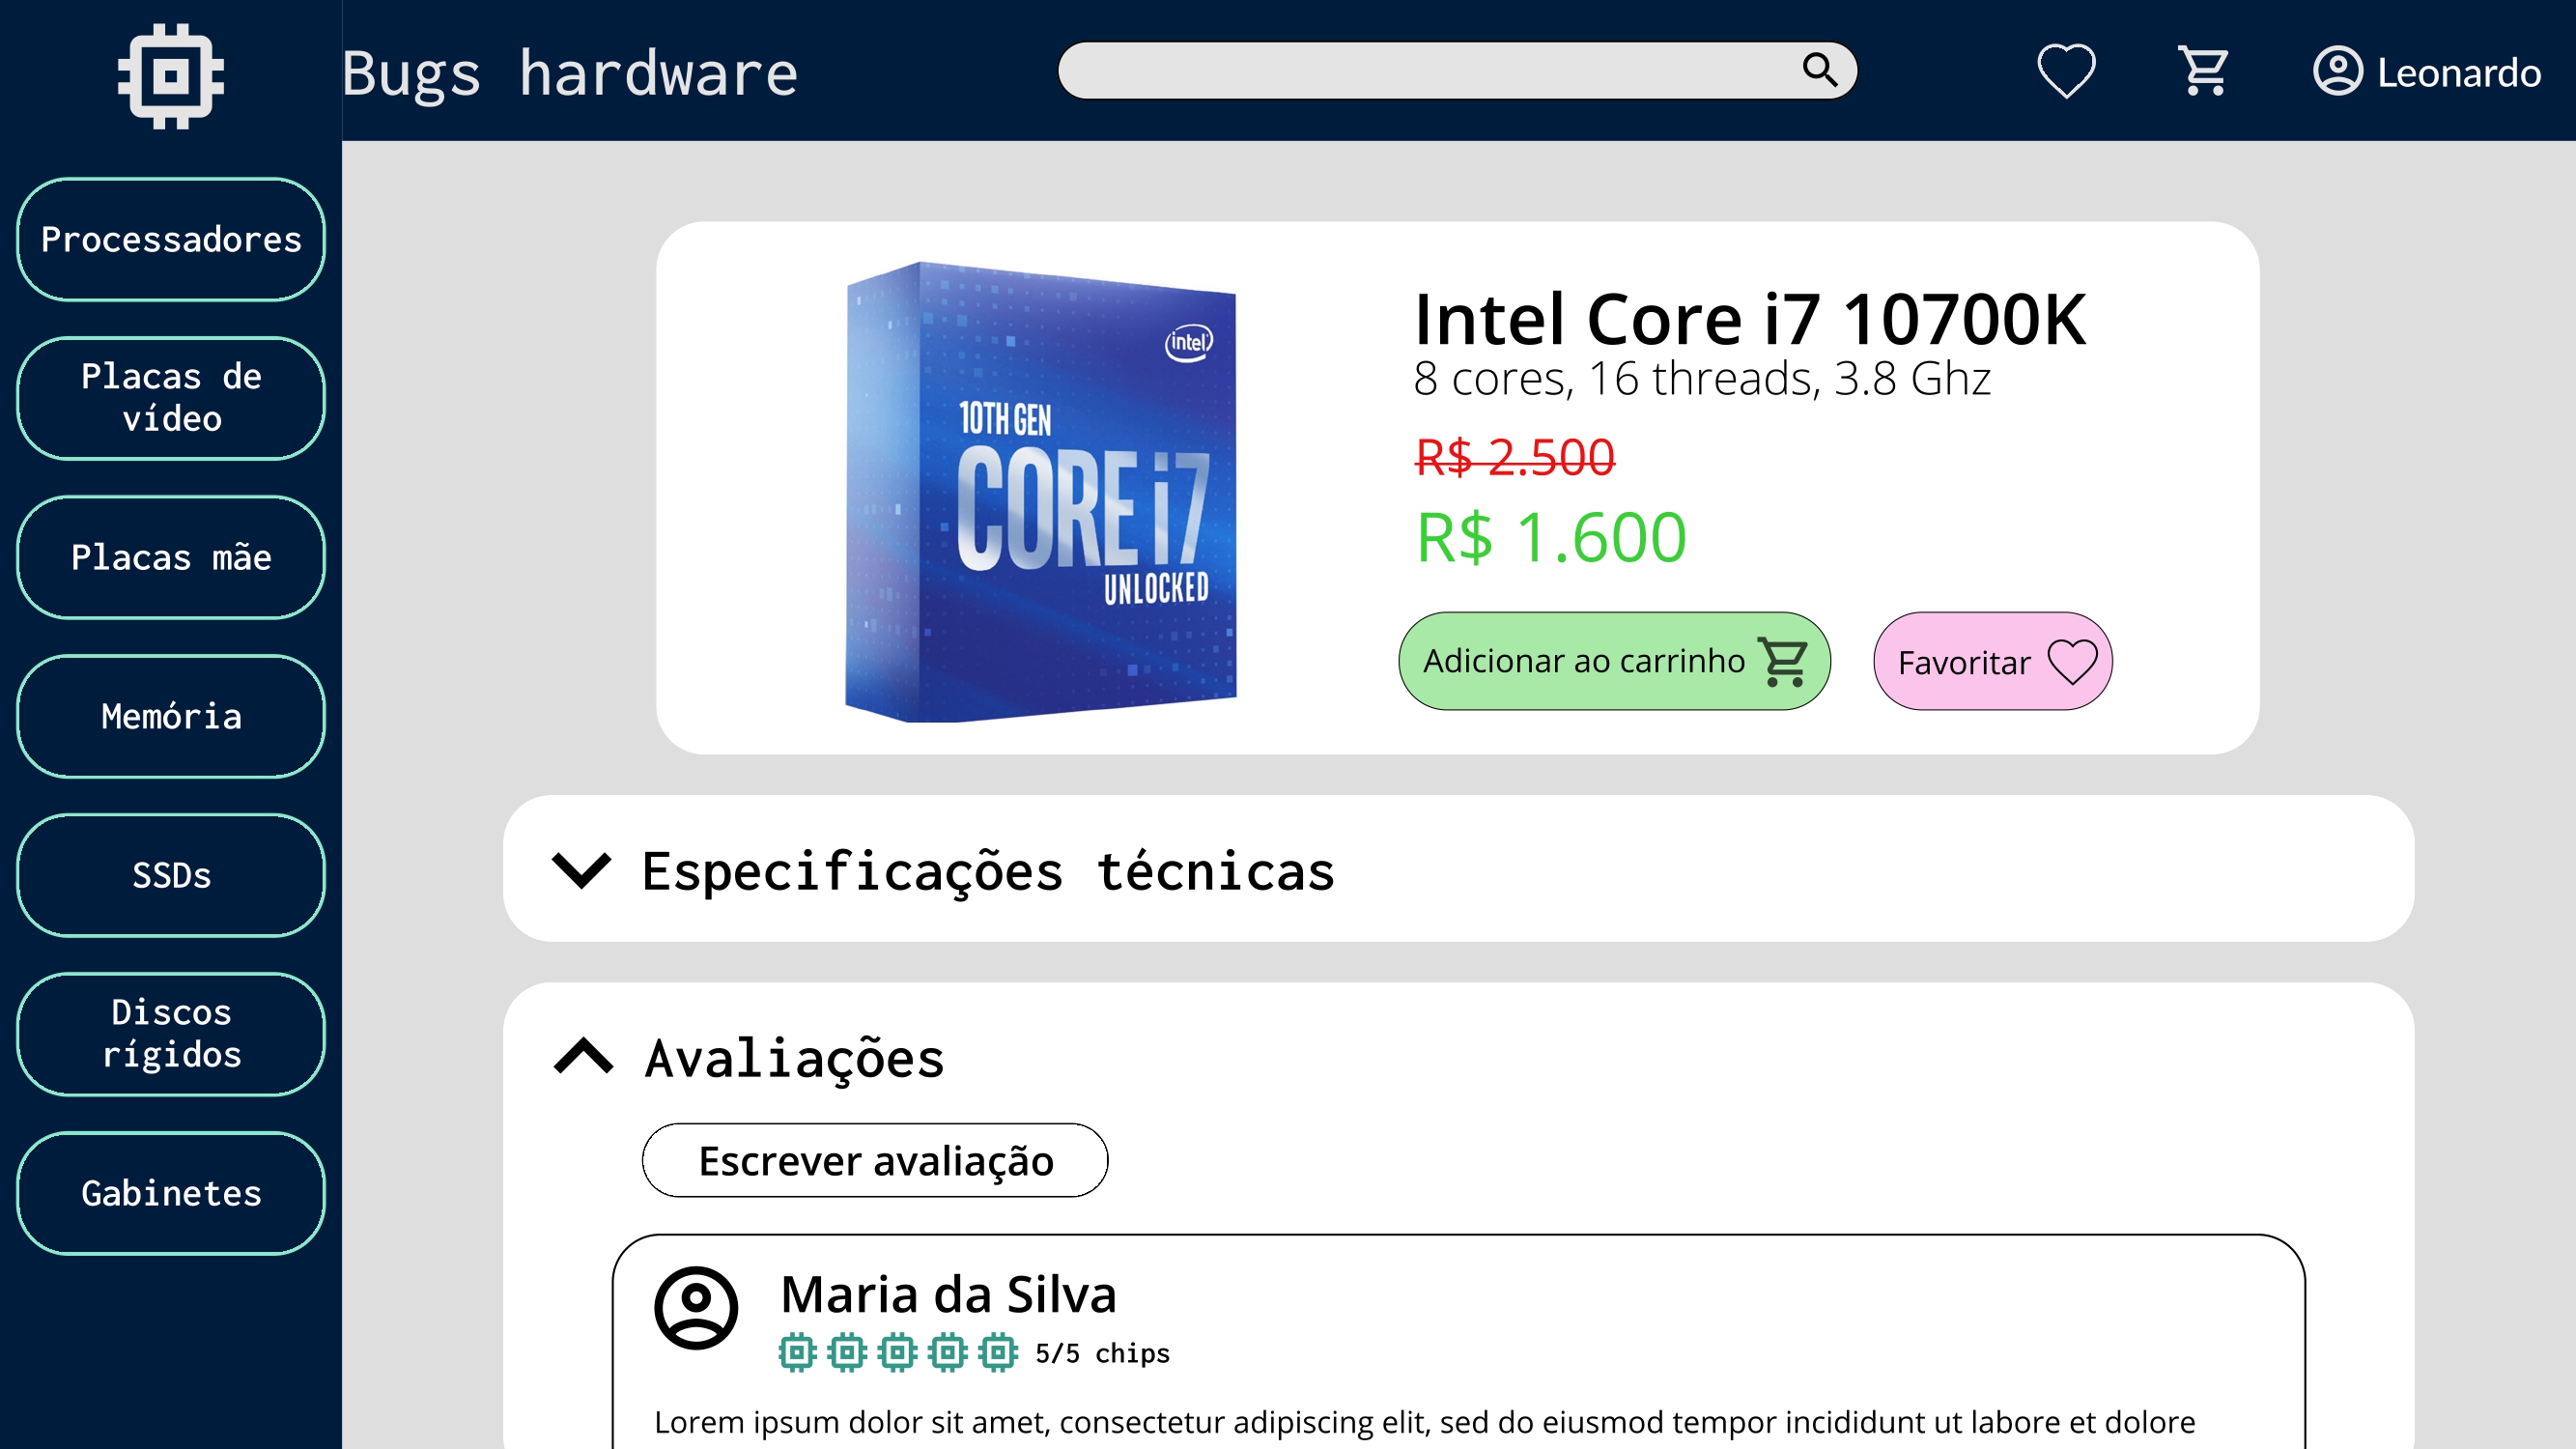 Bugs hardware
Leonardo
Processadores
Placas de
vídeo
Placas mãe
Memória
SSDs
Discos
rígidos
Gabinetes
intel
10TH GEN
CORE i7
UNLOCKED
Intel Core i7 10700K
8 cores, 16 threads, 3.8 Ghz
R$ 2.500
R$ 1.600
Adicionar ao carrinho
Favoritar
Especificações técnicas
Avaliações
Escrever avaliação
Maria da Silva
5/5 chips
Lorem ipsum dolor sit amet, consectetur adipiscing elit, sed do eiusmod tempor incididunt ut labore et dolore